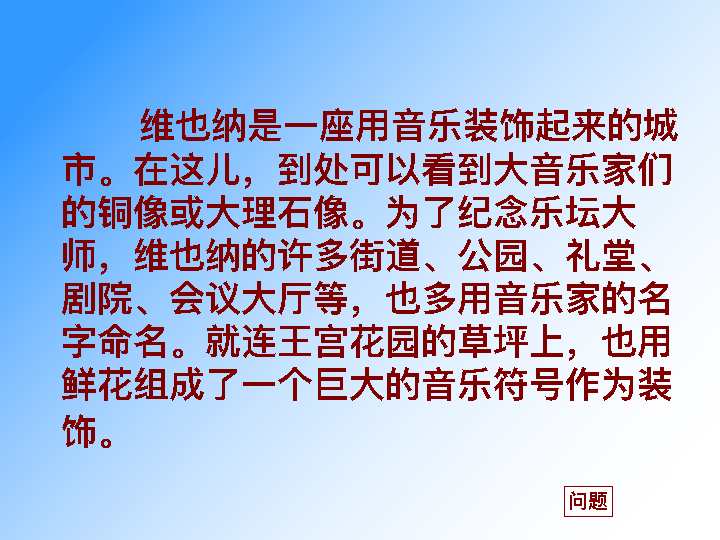 维也纳是一座用音乐装饰起来的城
市。在这儿，到处可以看到大音乐家们
的铜像或大理石像。为了纪念乐坛大
师，维也纳的许多街道、公园、礼堂、
剧院、会议大厅等，也多用音乐家的名
字命名。就连王宫花园的草坪上，也用
鲜花组成了一个巨大的音乐符号作为装
饰。
问题